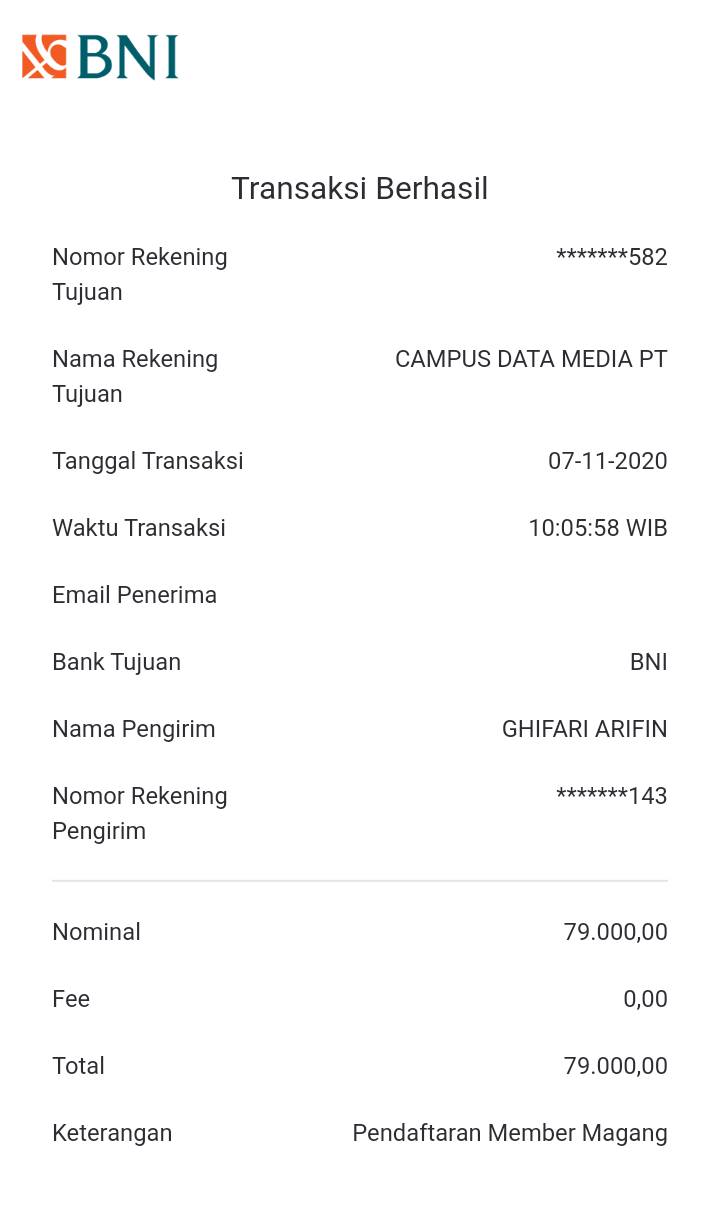 BNI
Transaksi Berhasil
Nomor Rekening Tujuan *******582
Nama Rekening Tujuan CAMPUS DATA MEDIA PT
Tanggal Transaksi 07-11-2020
Waktu Transaksi 10:05:58 WIB
Email Penerima
Bank Tujuan BNI
Nama Pengirim GHIFARI ARIFIN
Nomor Rekening Pengirim *******143
Nominal 79.000,00
Fee 0,00
Total 79.000,00
Keterangan Pendaftaran Member Magang